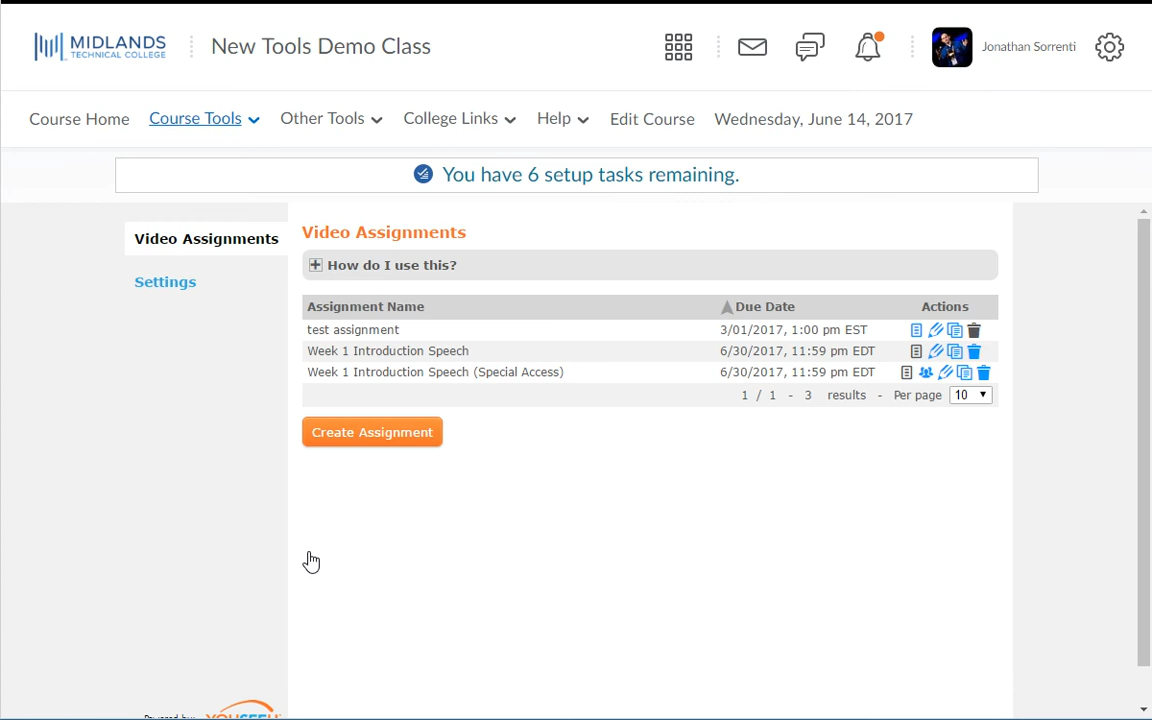 MIDLANDS
TECHNICAL COLLEGE
New Tools Demo Class
Jonathan Sorrenti
Course Home Course Tools Other Tools College Links Help Edit Course Wednesday, June 14, 2017
You have 6 setup tasks remaining.
Video Assignments
Settings
Video Assignments
How do I use this?
Assignment Name Due Date Actions
test assignment 3/01/2017, 1:00 pm EST
Week 1 Introduction Speech 6/30/2017, 11:59 pm EDT
Week 1 Introduction Speech (Special Access) 6/30/2017, 11:59 pm EDT
1 / 1 - 3 results - Per page 10
Create Assignment
Powered by: YOUSEEU